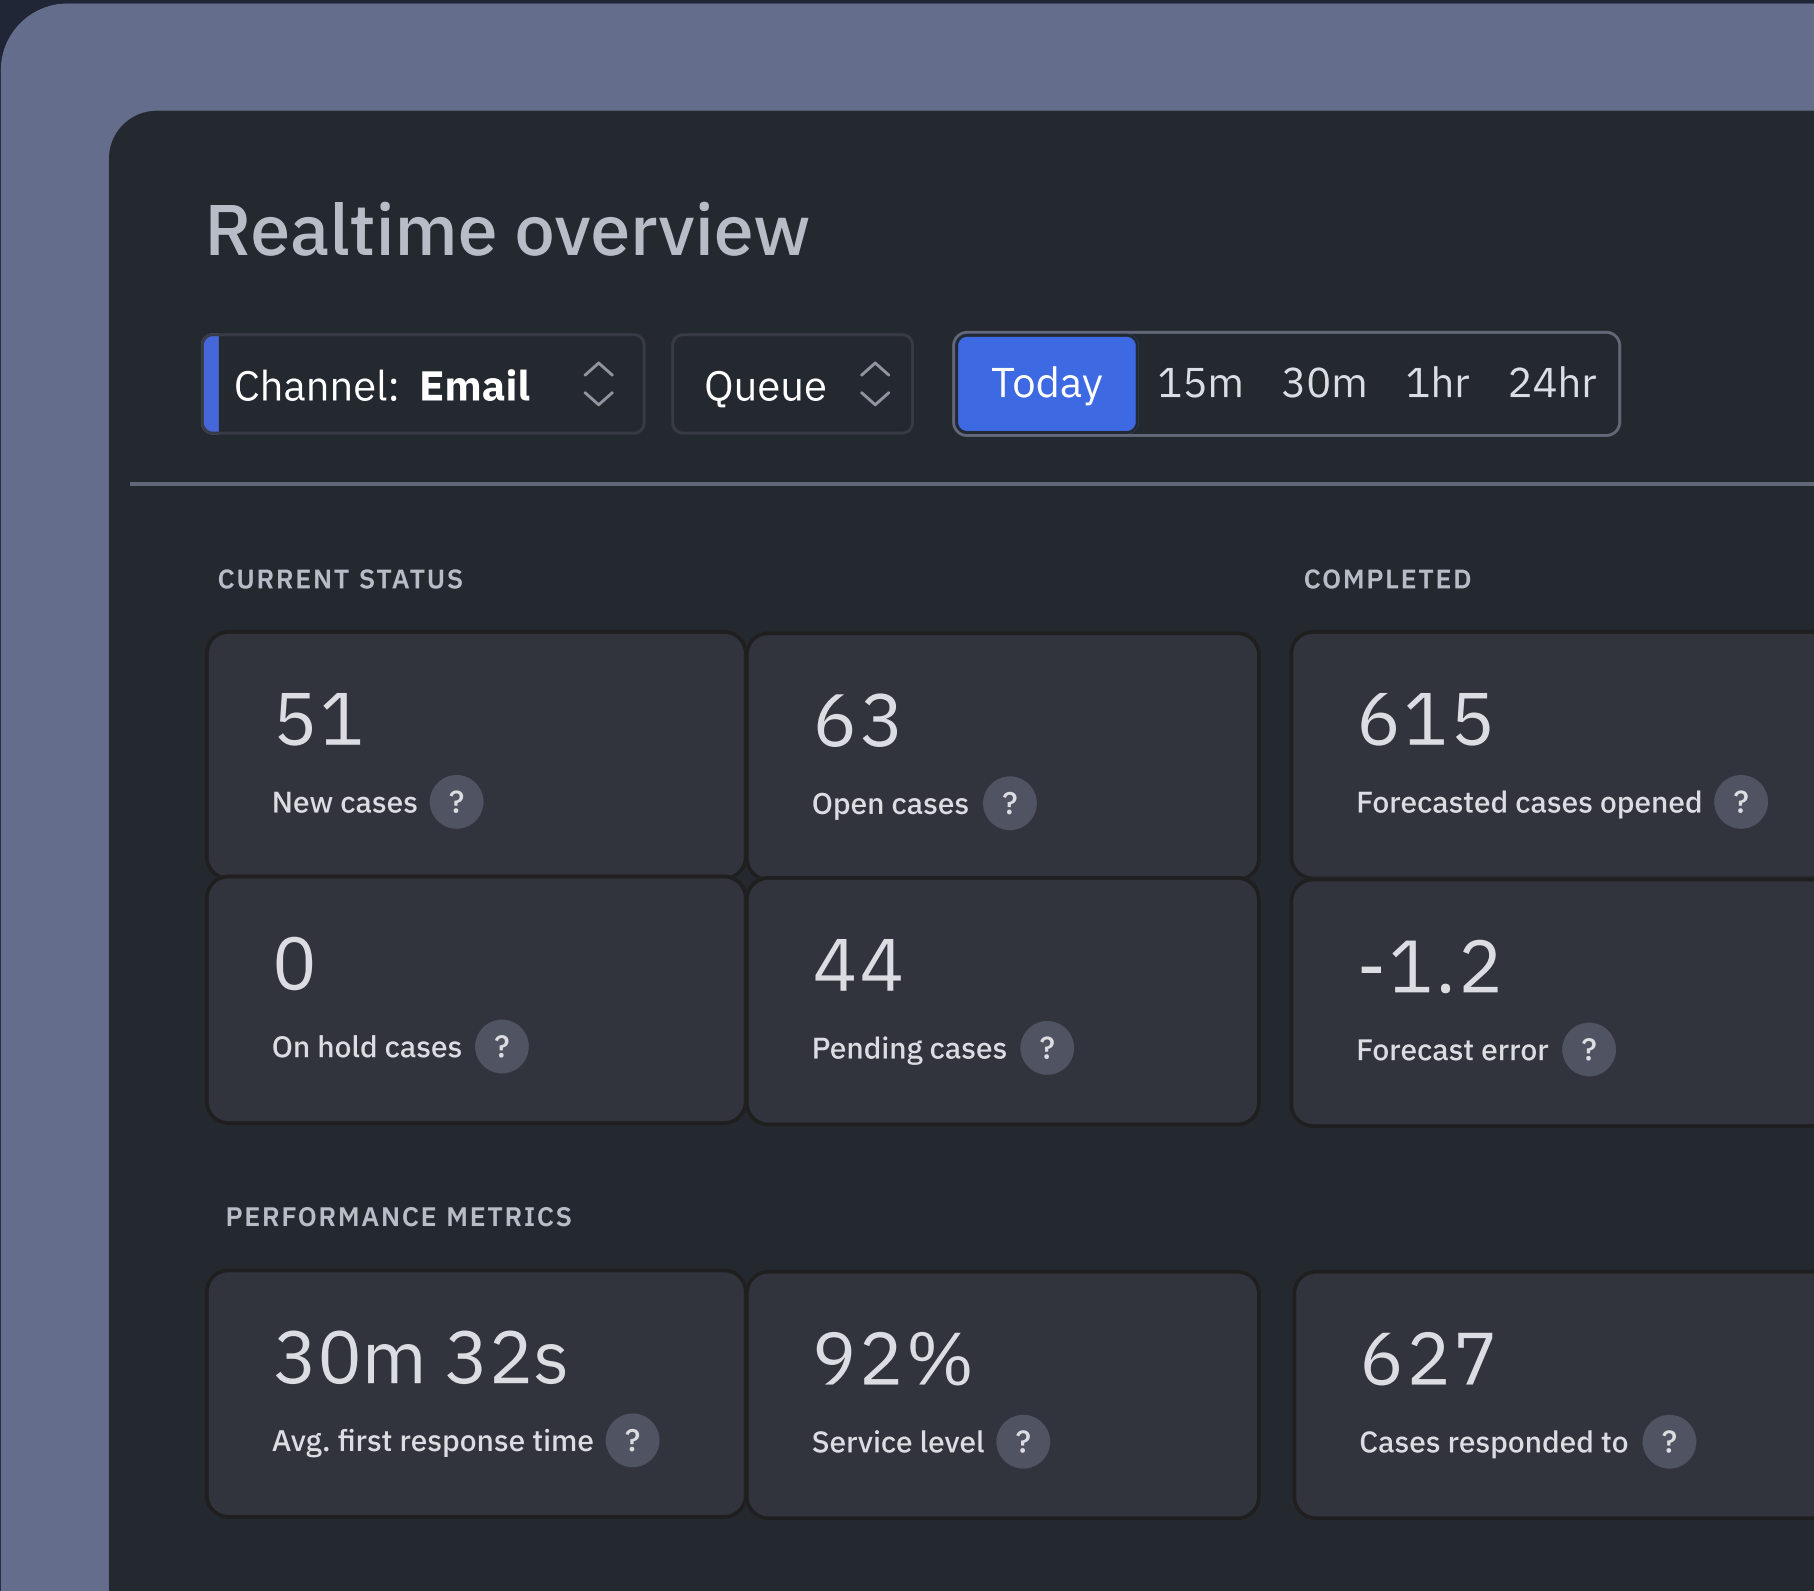 Realtime overview
Channel: Email
Queue
Today 15m 30m 1hr 24hr
CURRENT STATUS
COMPLETED
51
New cases ?
63
Open cases ?
615
Forecasted cases opened ?
0
On hold cases ?
44
Pending cases ?
-1.2
Forecast error ?
PERFORMANCE METRICS
30m 32s
Avg. first response time ?
92%
Service level ?
627
Cases responded to ?